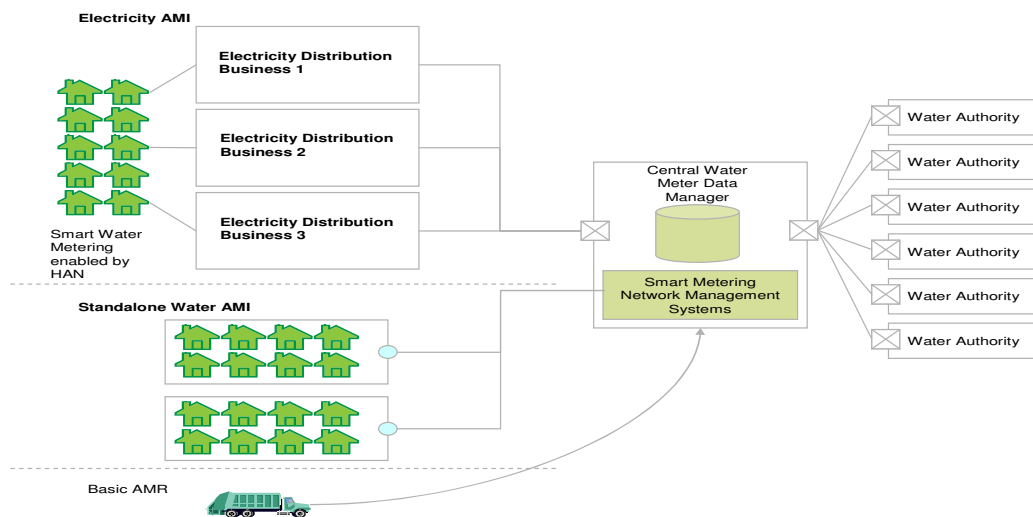 Electricity AMI
Electricity Distribution
Business 1
Electricity Distribution
Business 2
Electricity Distribution
Business 3
Smart Water
Metering
enabled by
HAN
Central Water
Meter Data
Manager
Smart Metering
Network Management
Systems
Water Authority
Water Authority
Water Authority
Water Authority
Water Authority
Water Authority
Standalone Water AMI
Basic AMR